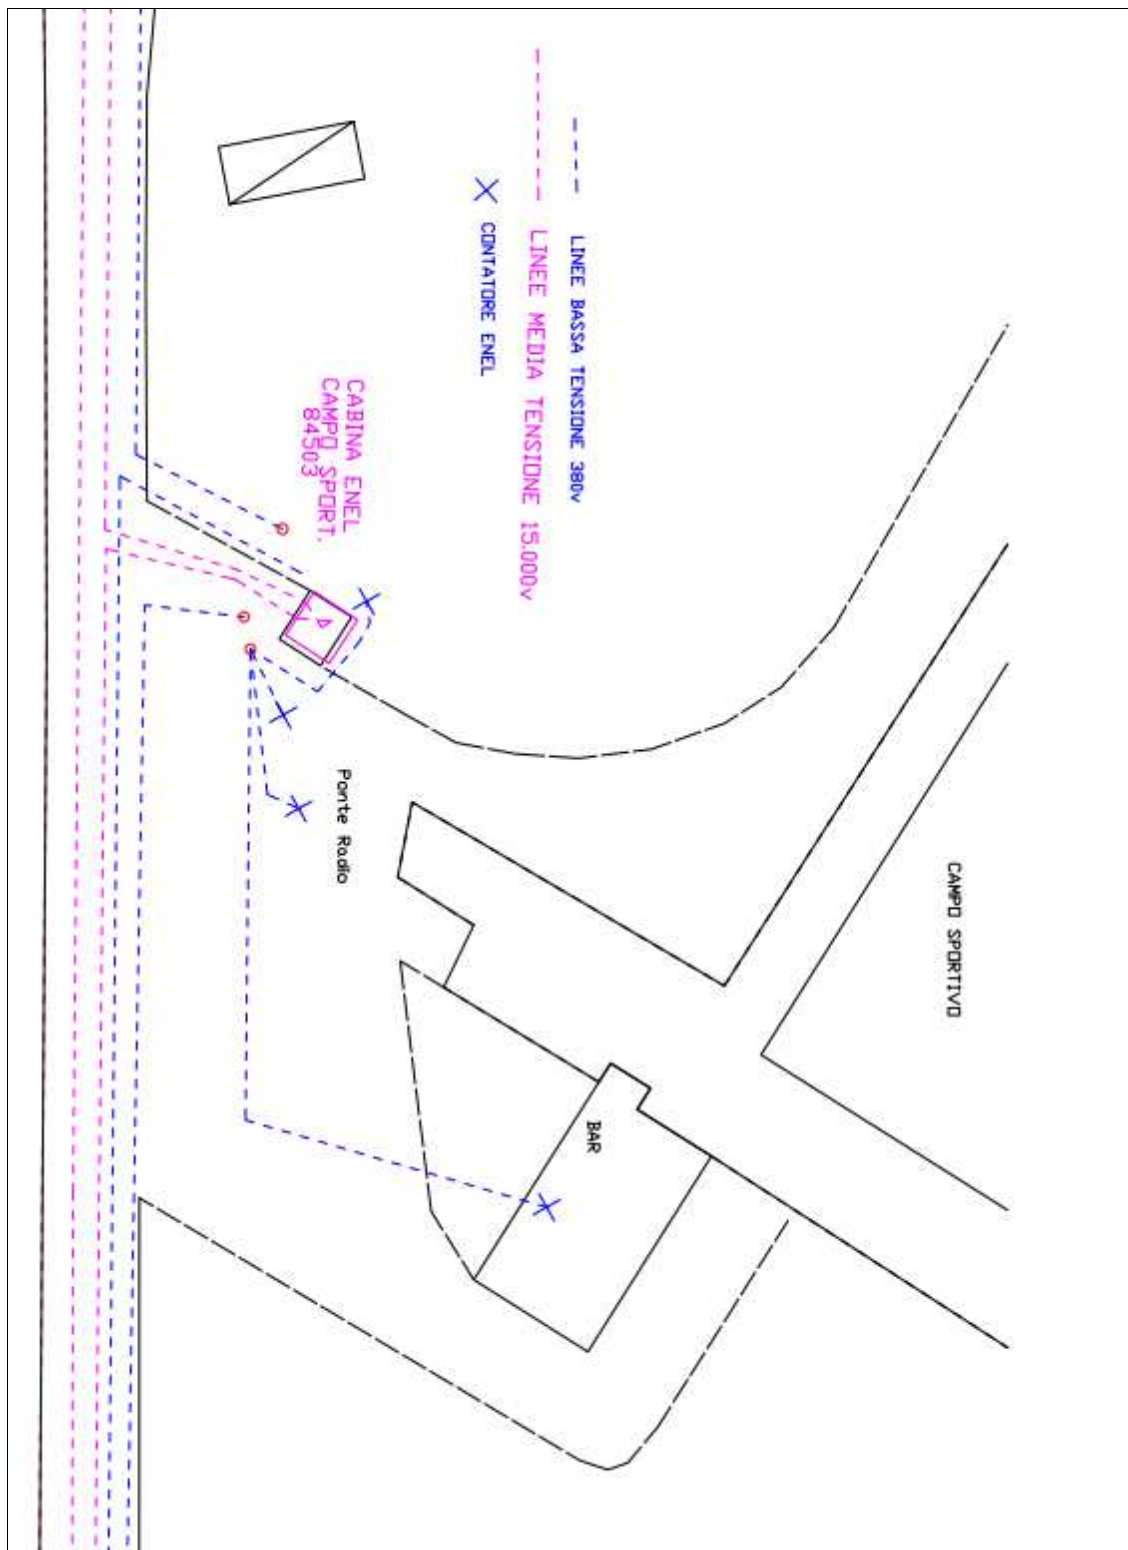 LINEE BASSA TENSIONE 380v
LINEE MEDIA TENSIONE 15.000v
CONTATORE ENEL
CABINA ENEL
CAMPO SPORT.
84503
Ponte Radio
CAMPO SPORTIVO
BAR